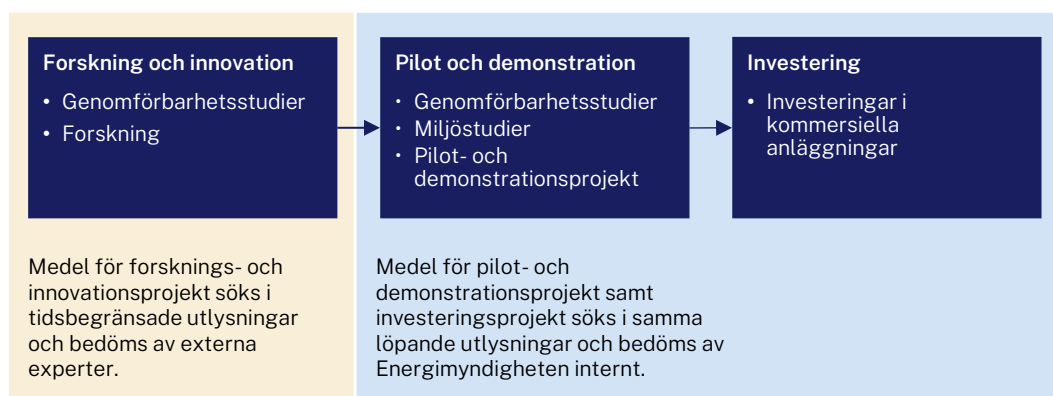 Forskning och innovation
• Genomförbarhetsstudier
• Forskning
Pilot och demonstration
• Genomförbarhetsstudier
• Miljöstudier
• Pilot- och
demonstrationsprojekt
Investering
• Investeringar i
kommersiella
anläggningar
Medel för forsknings- och
innovationsprojekt söks i
tidsbegränsade utlysningar
och bedöms av externa
experter.
Medel för pilot- och
demonstrationsprojekt samt
investeringsprojekt söks i samma
löpande utlysningar och bedöms av
Energimyndigheten internt.